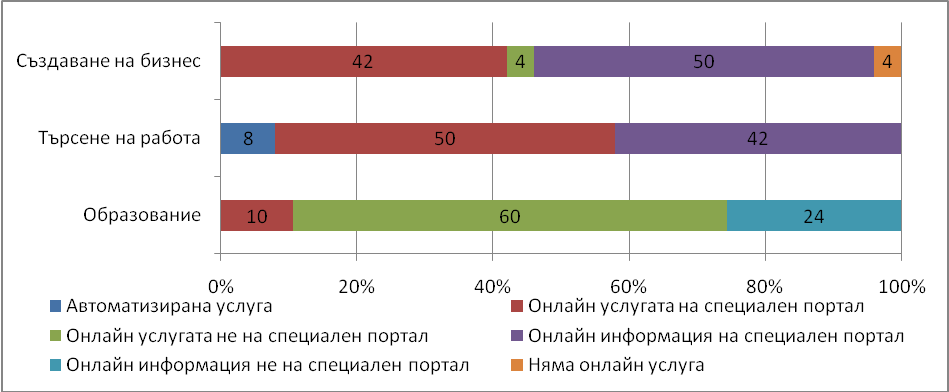 Създаване на бизнес
42 4 50 4
Търсене на работа
8 50 42
Образование
10 60 24
0% 20% 40% 60% 80% 100%
Автоматизирана услуга
Онлайн услугата на специален портал
Онлайн услугата не на специален портал
Онлайн информация на специален портал
Онлайн информация не на специален портал
Няма онлайн услуга